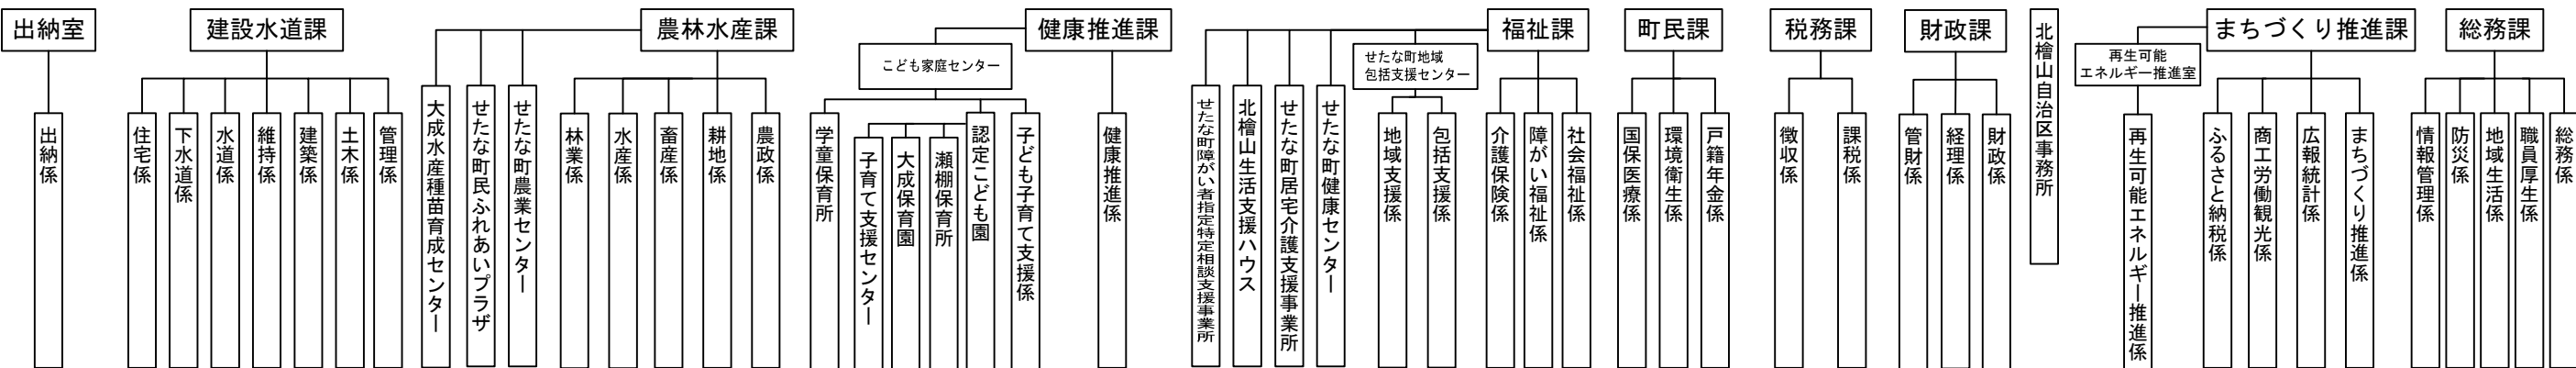 出納室
出納係
建設水道課
住宅係
下水道係
水道係
維持係
建築係
土木係
管理係
農林水産課
大成水産種苗育成センター
せたな町民ふれあいプラザ
せたな町農業センター
林業係
水産係
畜産係
耕地係
農政係
健康推進課
こども家庭センター
学童保育所
子育て支援センター
大成保育園
瀬棚保育所
認定こども園
子ども子育て支援係
健康推進係
福祉課
せたな町障がい者指定特定相談支援事業所
北檜山生活支援ハウス
せたな町居宅介護支援事業所
せたな町健康センター
せたな町地域
包括支援センター
地域支援係
包括支援係
介護保険係
障がい福祉係
社会福祉係
町民課
国保医療係
環境衛生係
戸籍年金係
税務課
徴収係
課税係
財政課
管財係
経理係
財政係
北檜山自治区事務所
まちづくり推進課
再生可能
エネルギー推進室
再生可能エネルギー推進係
ふるさと納税係
商工労働観光係
広報統計係
まちづくり推進係
総務課
情報管理係
防災係
地域生活係
職員厚生係
総務係